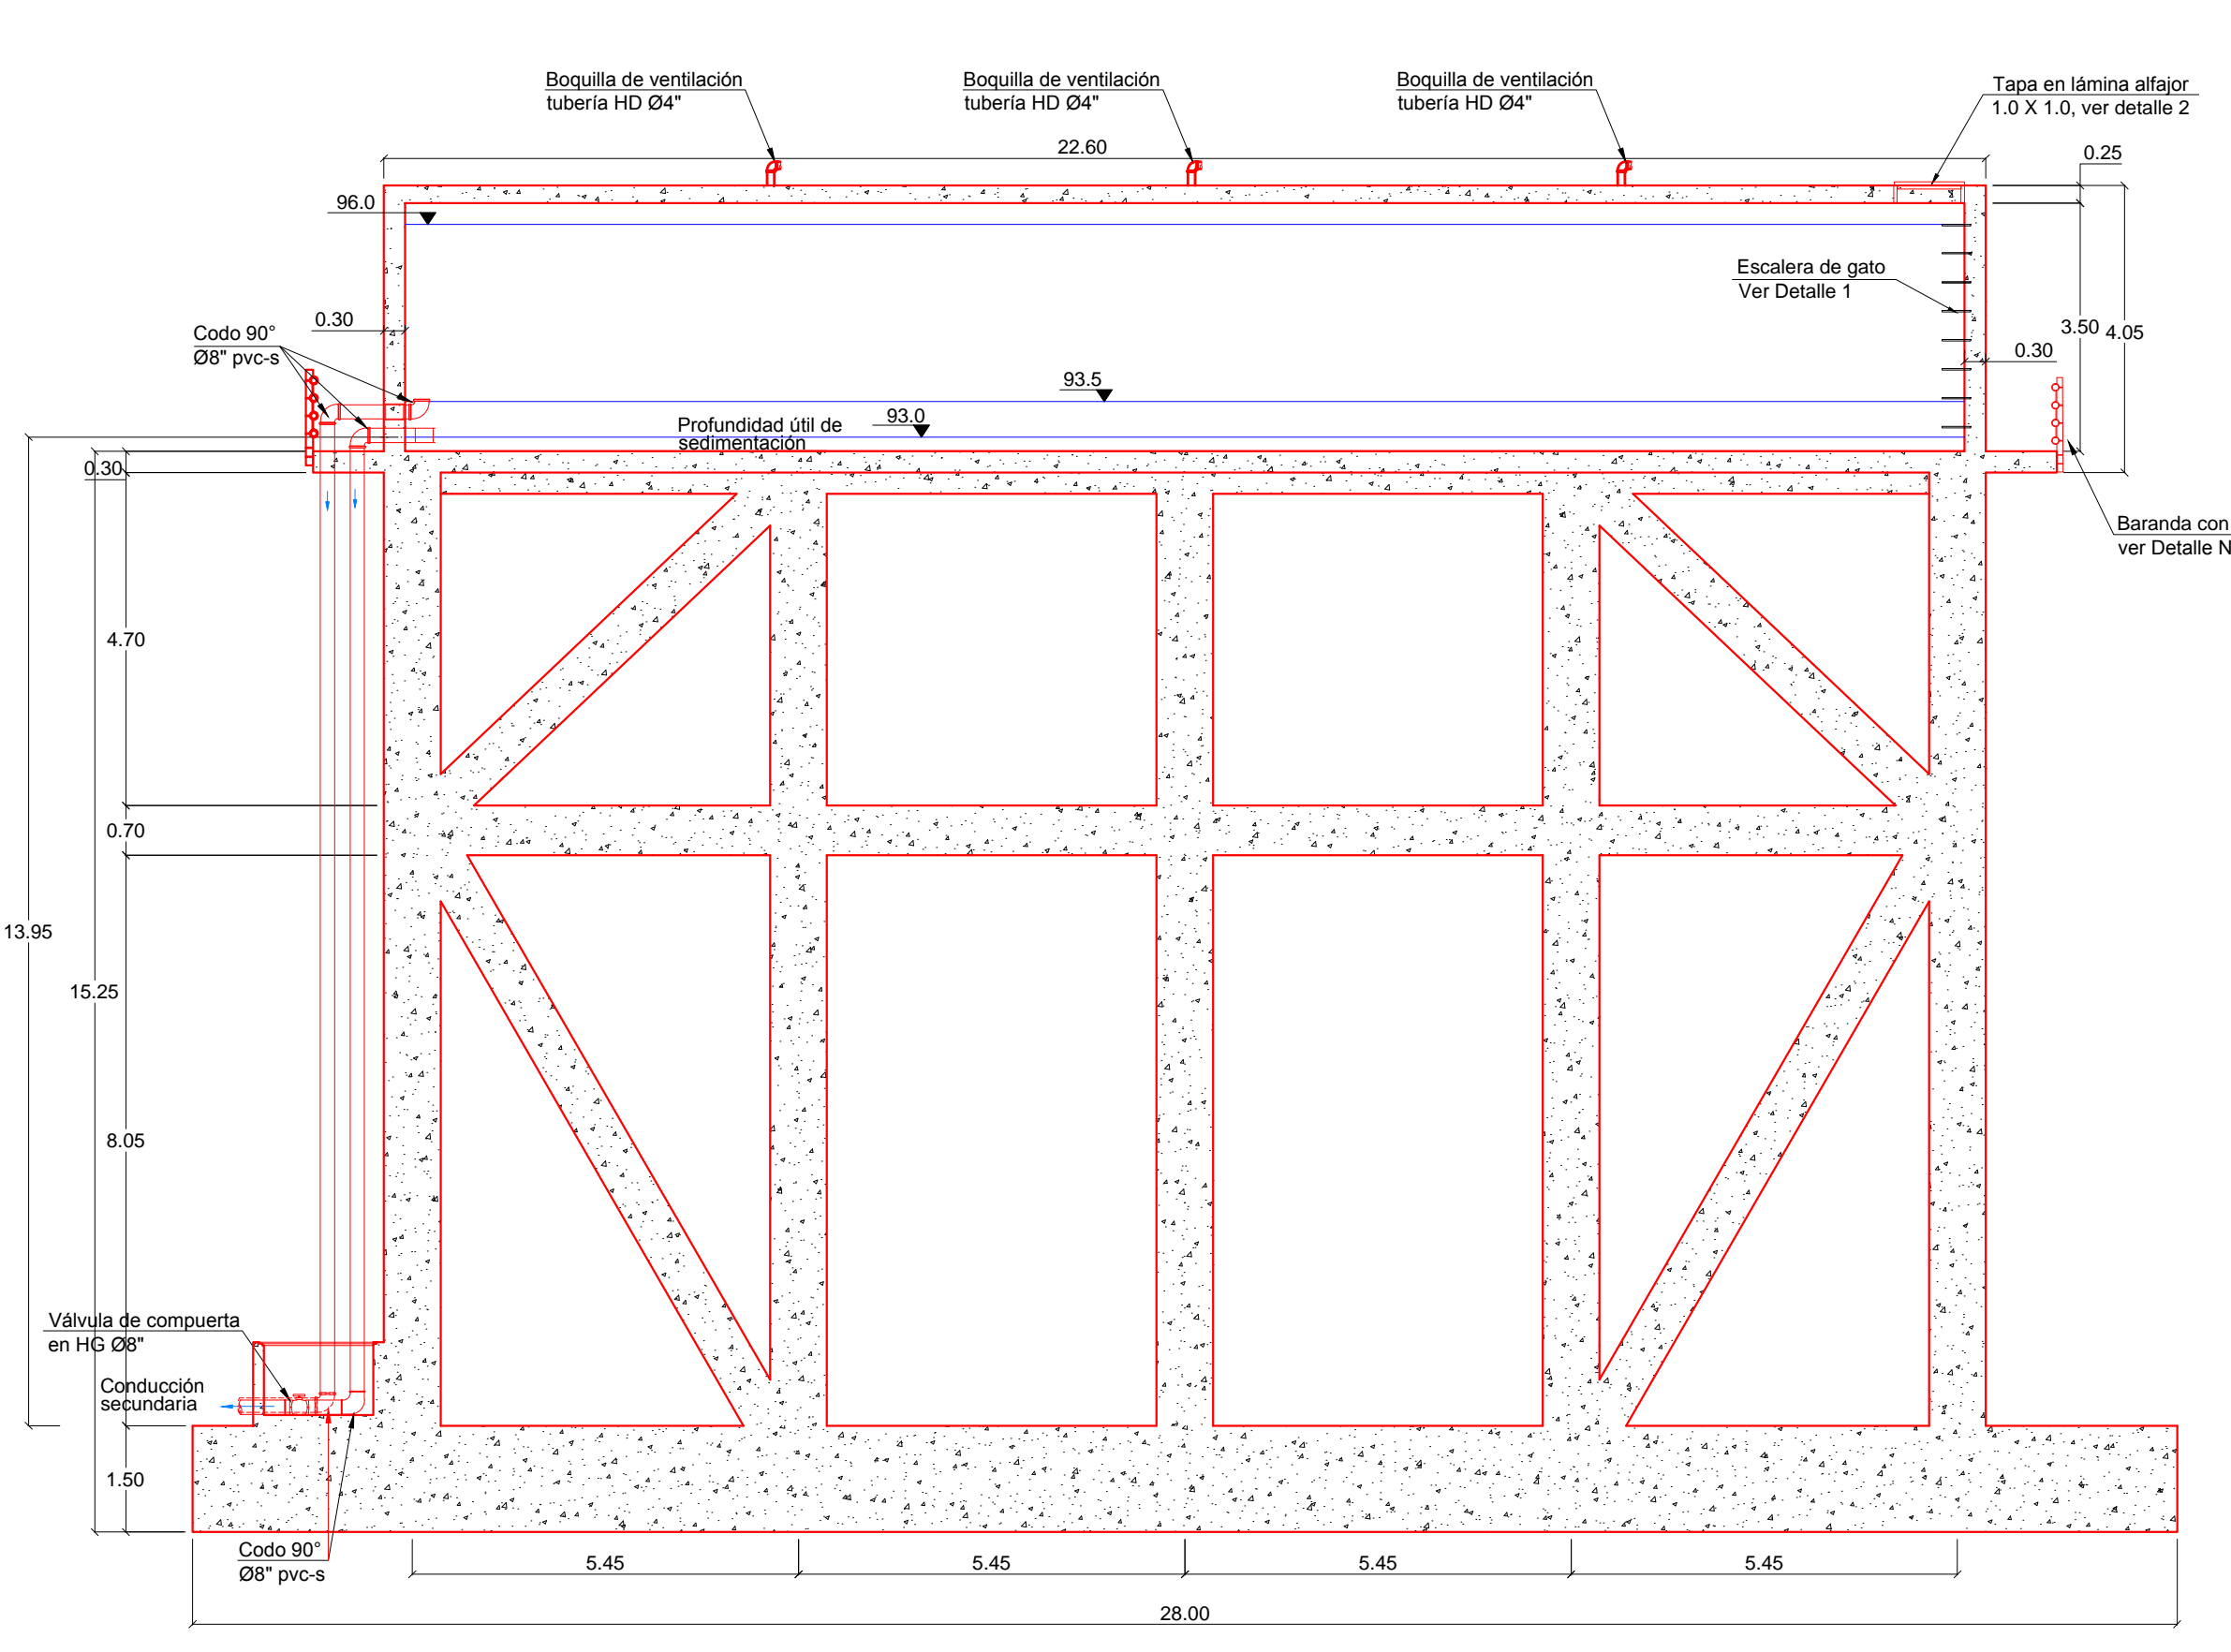 Boquilla de ventilación
tubería HD Ø4"
Boquilla de ventilación
tubería HD Ø4"
Boquilla de ventilación
tubería HD Ø4"
Tapa en lámina alfajor
1.0 X 1.0, ver detalle 2
22.60
0.25
96.0
Escalera de gato
Ver Detalle 1
0.30
Codo 90°
Ø8" pvc-s
3.50
4.05
0.30
93.5
93.0
Profundidad útil de
sedimentación
0.30
Baranda con
ver Detalle N
4.70
0.70
13.95
15.25
8.05
Válvula de compuerta
en HG Ø8"
Conducción
secundaria
1.50
Codo 90°
Ø8" pvc-s
5.45
5.45
5.45
5.45
28.00